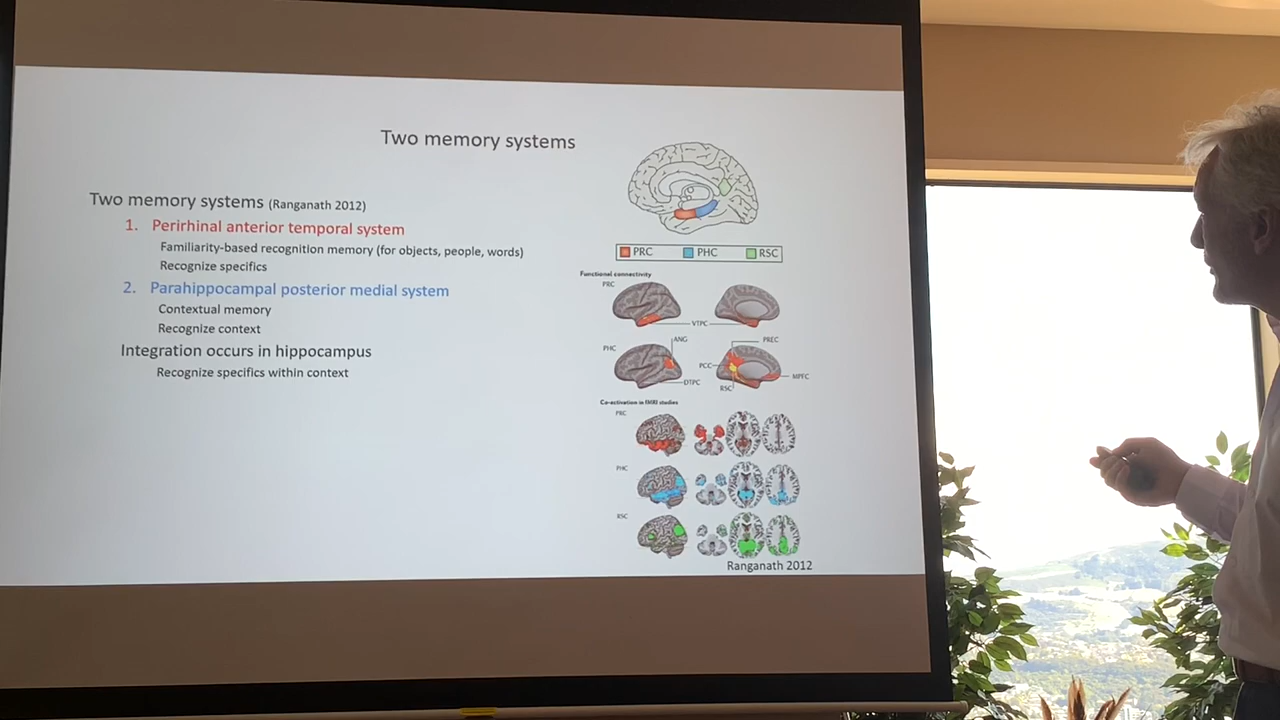 Two memory systems
Two memory systems (Ranganath 2012)
1. Perirhinal anterior temporal system
Familiarity-based recognition memory (for objects, people, words)
Recognize specifics
2. Parahippocampal posterior medial system
Contextual memory
Recognize context
Integration occurs in hippocampus
Recognize specifics within context
PRC PHC RSC
Functional connectivity
PRC
VTPC
PHC
ANG
PREC
PCC
DTPC
RSC
MPFC
Co-activation in fMRI studies
PRC
PHC
RSC
Ranganath 2012